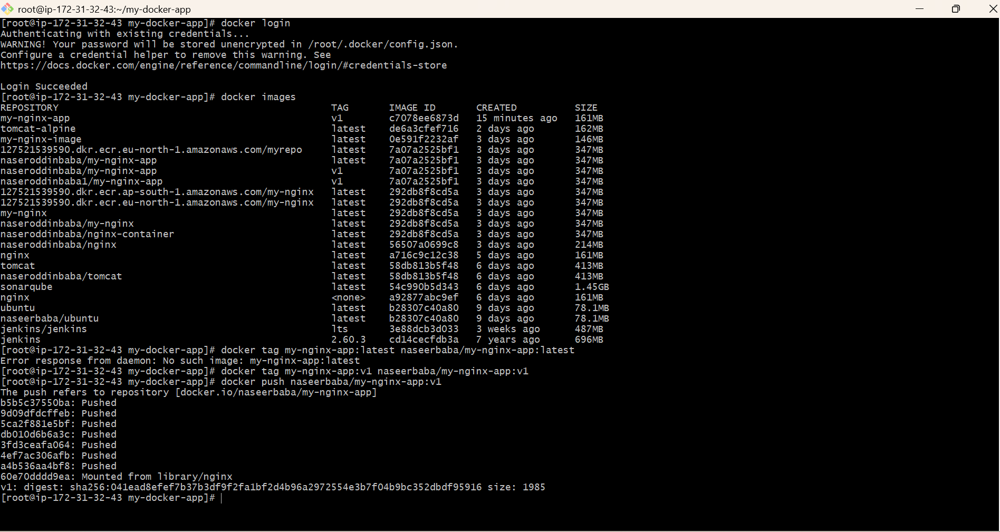 root@ip-172-31-32-43:~/my-docker-app
[root@ip-172-31-32-43 my-docker-app]# docker login
Authenticating with existing credentials...
WARNING! Your password will be stored unencrypted in /root/.docker/config.json.
Configure a credential helper to remove this warning. See
https://docs.docker.com/engine/reference/commandline/login/#credentials-store
Login Succeeded
[root@ip-172-31-32-43 my-docker-app]# docker images
REPOSITORY TAG IMAGE ID CREATED SIZE
my-nginx-app v1 c7078ee6873d 15 minutes ago 161MB
tomcat-alpine latest de6a3cfef716 2 days ago 162MB
my-nginx-image latest 0e591f2232af 3 days ago 146MB
127521539590.dkr.ecr.eu-north-1.amazonaws.com/myrepo latest 7a07a2525bf1 3 days ago 347MB
naseroddinbaba/my-nginx-app latest 7a07a2525bf1 3 days ago 347MB
naseroddinbaba/my-nginx-app v1 7a07a2525bf1 3 days ago 347MB
naseroddinbaba1/my-nginx-app v1 7a07a2525bf1 3 days ago 347MB
127521539590.dkr.ecr.ap-south-1.amazonaws.com/my-nginx latest 292db8f8cd5a 3 days ago 347MB
127521539590.dkr.ecr.eu-north-1.amazonaws.com/my-nginx latest 292db8f8cd5a 3 days ago 347MB
my-nginx latest 292db8f8cd5a 3 days ago 347MB
naseroddinbaba/my-nginx latest 292db8f8cd5a 3 days ago 347MB
naseroddinbaba/nginx-container latest 292db8f8cd5a 3 days ago 347MB
naseroddinbaba/nginx latest 56507a0699c8 3 days ago 214MB
nginx latest a716c9c12c38 5 days ago 161MB
tomcat latest 58db813b5f48 6 days ago 413MB
naseroddinbaba/tomcat latest 58db813b5f48 6 days ago 413MB
sonarqube latest 54c990b5d343 6 days ago 1.45GB
nginx <none> a92877abc9ef 6 days ago 161MB
ubuntu latest b28307c40a80 9 days ago 78.1MB
naseerbaba/ubuntu latest b28307c40a80 9 days ago 78.1MB
jenkins/jenkins lts 3e88dcb3d033 3 weeks ago 487MB
jenkins 2.60.3 cd14cecfdb3a 7 years ago 696MB
[root@ip-172-31-32-43 my-docker-app]# docker tag my-nginx-app:latest naseerbaba/my-nginx-app:latest
Error response from daemon: No such image: my-nginx-app:latest
[root@ip-172-31-32-43 my-docker-app]# docker tag my-nginx-app:v1 naseerbaba/my-nginx-app:v1
[root@ip-172-31-32-43 my-docker-app]# docker push naseerbaba/my-nginx-app:v1
The push refers to repository [docker.io/naseerbaba/my-nginx-app]
b5b5c37550ba: Pushed
9d09dfdcffeb: Pushed
5ca2f881e5bf: Pushed
db010d6b6a3c: Pushed
3fd3ceafa064: Pushed
4ef7ac306afb: Pushed
a4b536aa4bf8: Pushed
60e70dddd9ea: Mounted from library/nginx
v1: digest: sha256:041ead8efef7b37b3df9f2fa1bf2d4b96a2972554e3b7f04b9bc352dbdf95916 size: 1985
[root@ip-172-31-32-43 my-docker-app]#